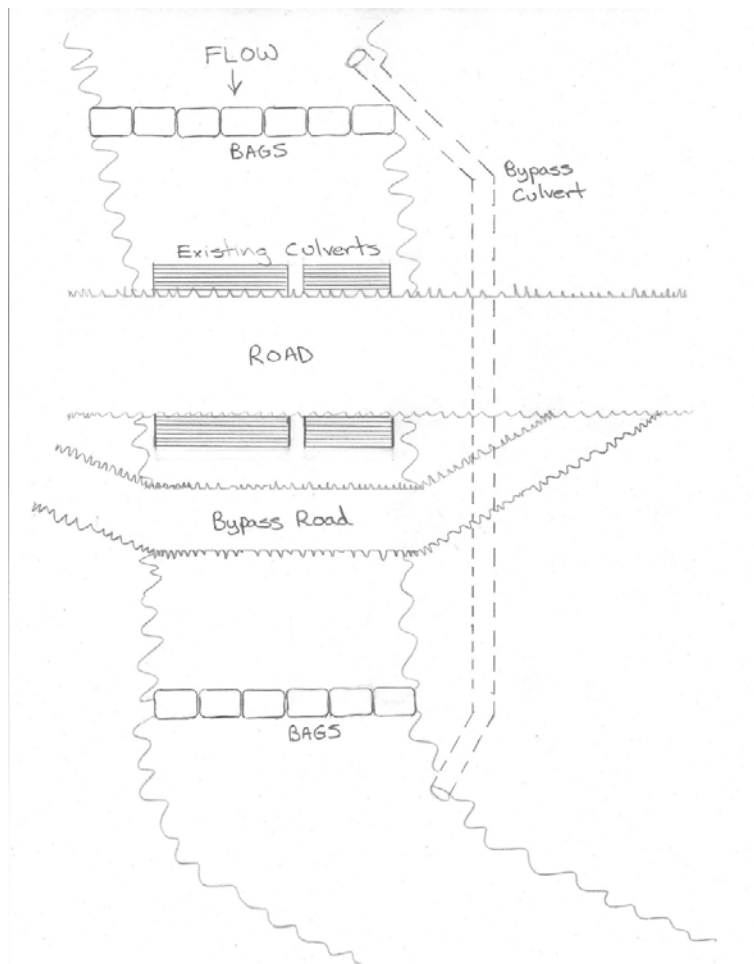 FLOW
BAGS
Bypass
Culvert
Existing Culverts
ROAD
Bypass Road
BAGS